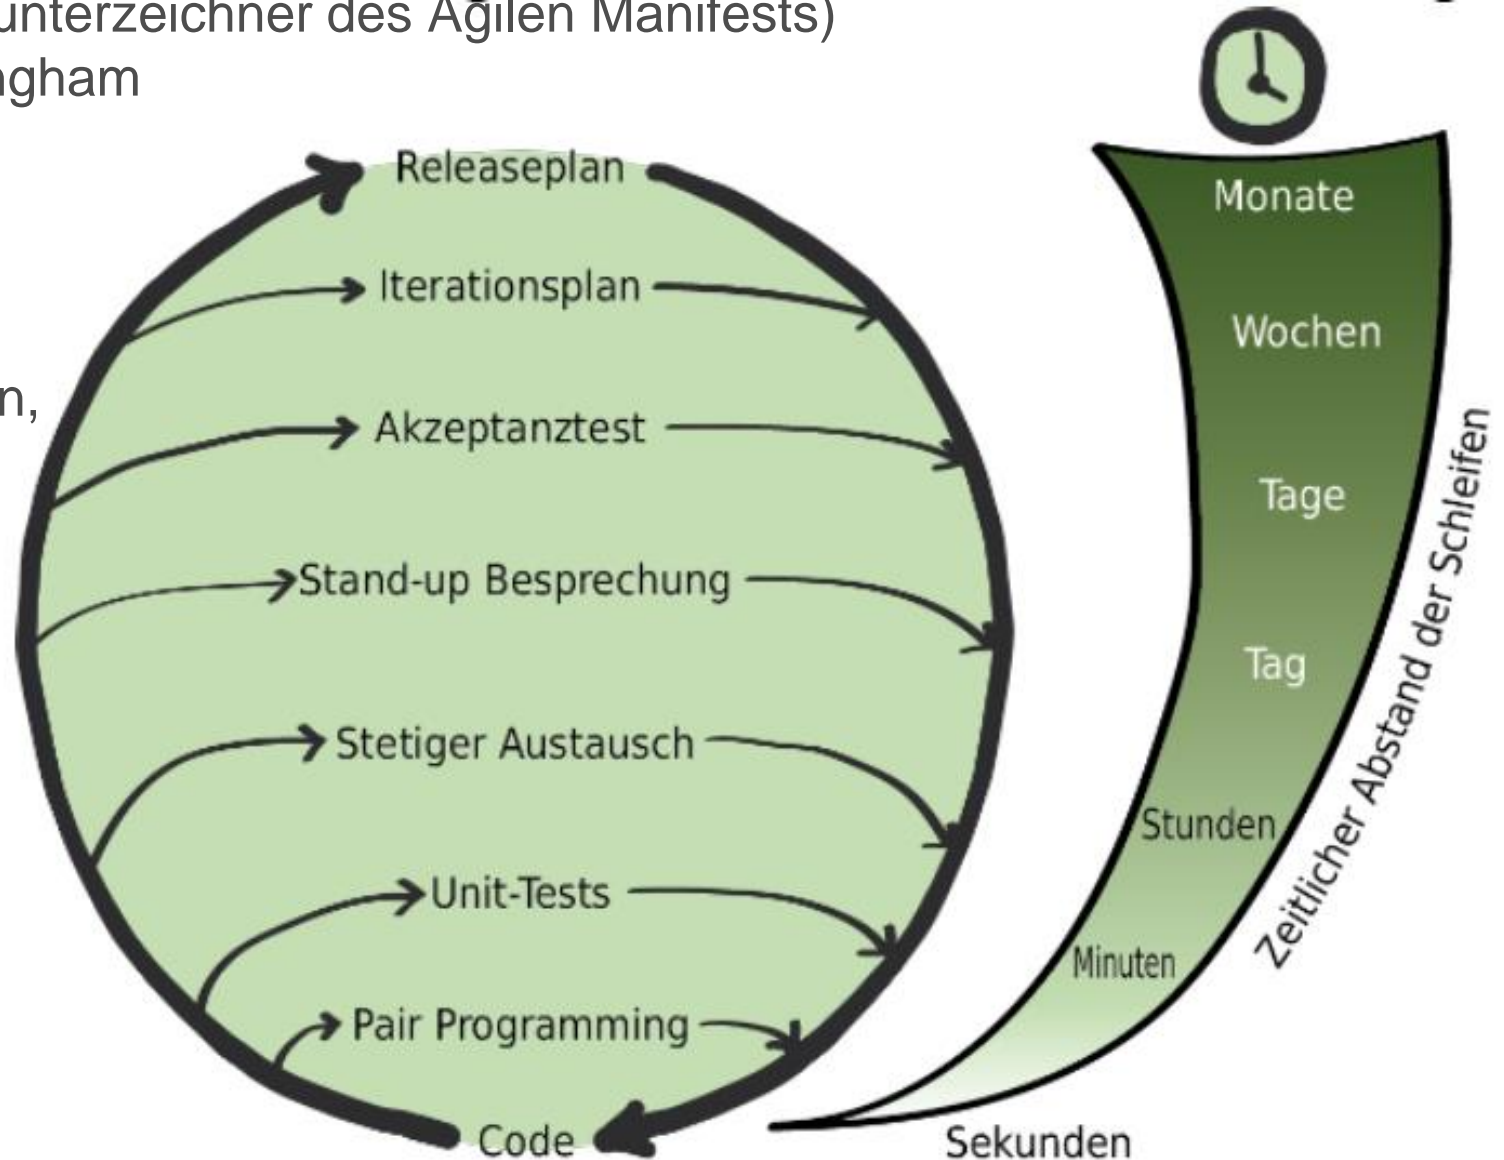 unterzeichner des Agilen Manifests)
ngham
n,
Releaseplan
Iterationsplan
Akzeptanztest
Stand-up Besprechung
Stetiger Austausch
Unit-Tests
Pair Programming
Code
Monate
Wochen
Tage
Tag
Stunden
Minuten
Sekunden
Zeitlicher Abstand der Schleifen